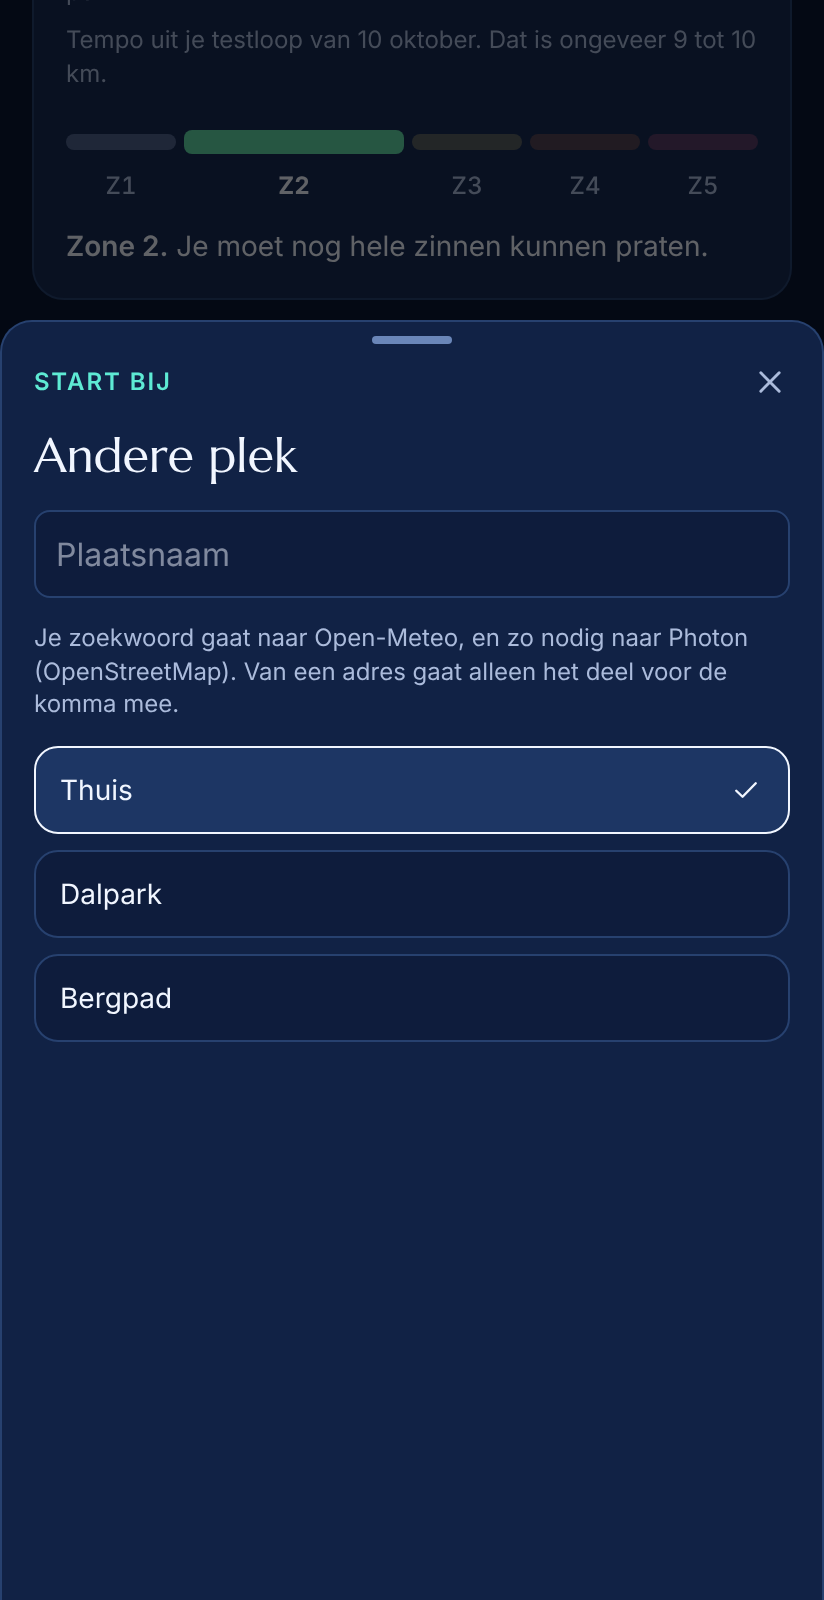 Tempo uit je testloop van 10 oktober. Dat is ongeveer 9 tot 10
km.
Z1 Z2 Z3 Z4 Z5
Zone 2. Je moet nog hele zinnen kunnen praten.
START BIJ
Andere plek
Plaatsnaam
Je zoekwoord gaat naar Open-Meteo, en zo nodig naar Photon
(OpenStreetMap). Van een adres gaat alleen het deel voor de
komma mee.
Thuis
Dalpark
Bergpad